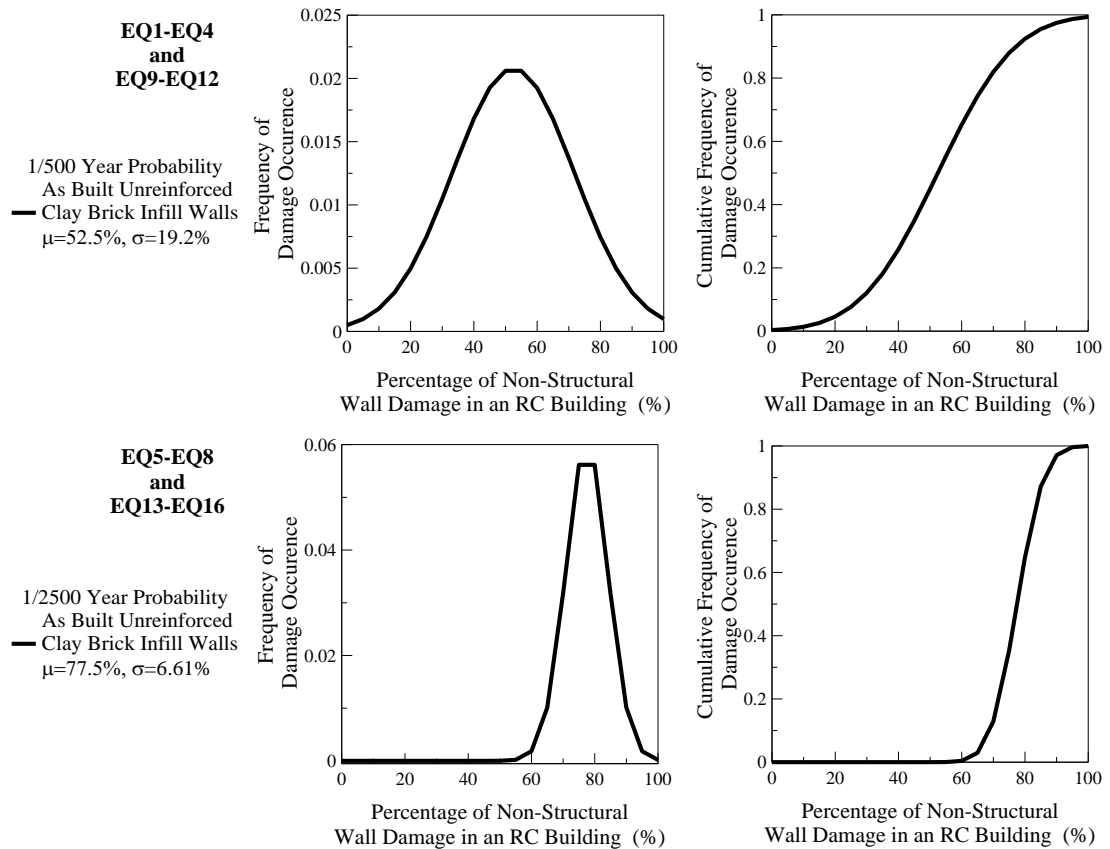 EQ1-EQ4
and
EQ9-EQ12
1/500 Year Probability
As Built Unreinforced
Clay Brick Infill Walls
μ=52.5%, σ=19.2%
Frequency of
Damage Occurence
0.025
0.02
0.015
0.01
0.005
0
0 20 40 60 80 100
Percentage of Non-Structural
Wall Damage in an RC Building (%)
Cumulative Frequency of
Damage Occurence
1
0.8
0.6
0.4
0.2
0
0 20 40 60 80 100
Percentage of Non-Structural
Wall Damage in an RC Building (%)
EQ5-EQ8
and
EQ13-EQ16
1/2500 Year Probability
As Built Unreinforced
Clay Brick Infill Walls
μ=77.5%, σ=6.61%
Frequency of
Damage Occurence
0.06
0.04
0.02
0
0 20 40 60 80 100
Percentage of Non-Structural
Wall Damage in an RC Building (%)
Cumulative Frequency of
Damage Occurence
1
0.8
0.6
0.4
0.2
0
0 20 40 60 80 100
Percentage of Non-Structural
Wall Damage in an RC Building (%)